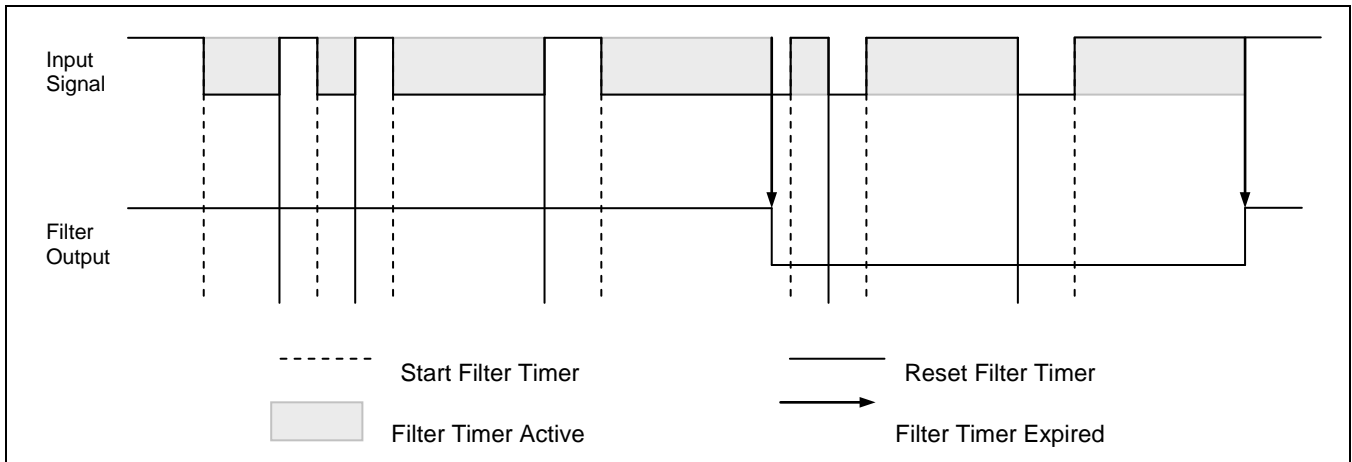 Input
Signal
Filter
Output
Start Filter Timer
Reset Filter Timer
Filter Timer Active
Filter Timer Expired